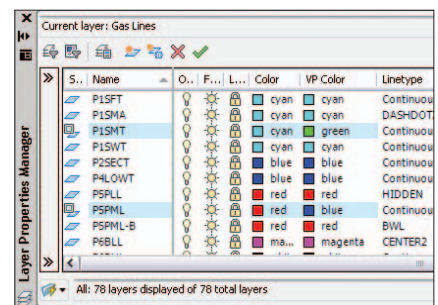 Current layer: Gas Lines
S.. Name O.. F... L... Color VP Color Linetype
P1SFT cyan cyan Continuou
P1SMA cyan cyan DASHDOT
P1SMT cyan green Continuou
P1SWT cyan cyan Continuou
P2SECT blue blue Continuou
P4LOWT blue blue Continuou
P5PLL red red HIDDEN
P5PML red blue Continuou
P5PML-B red red BWL
P6BLL ma... magenta CENTER2
All: 78 layers displayed of 78 total layers
Layer Properties Manager